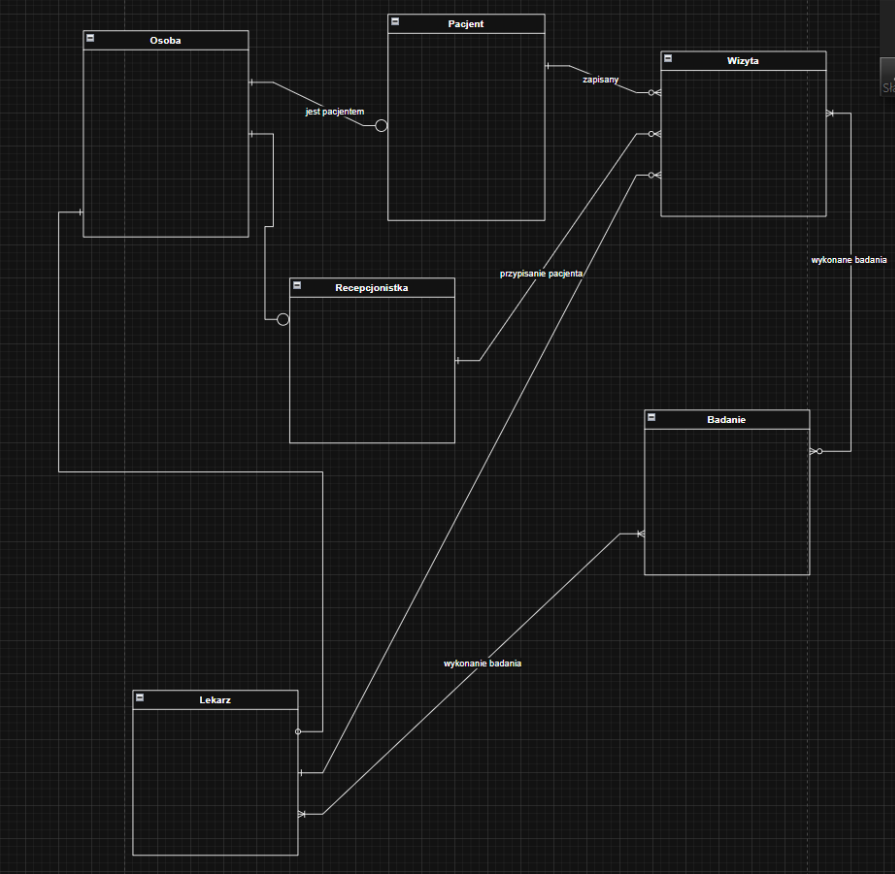 Osoba
Pacjent
Wizyta
zapisany
jest pacjentem
wykonane badania
przypisanie pacjenta
Recepcjonistka
Badanie
wykonanie badania
Lekarz